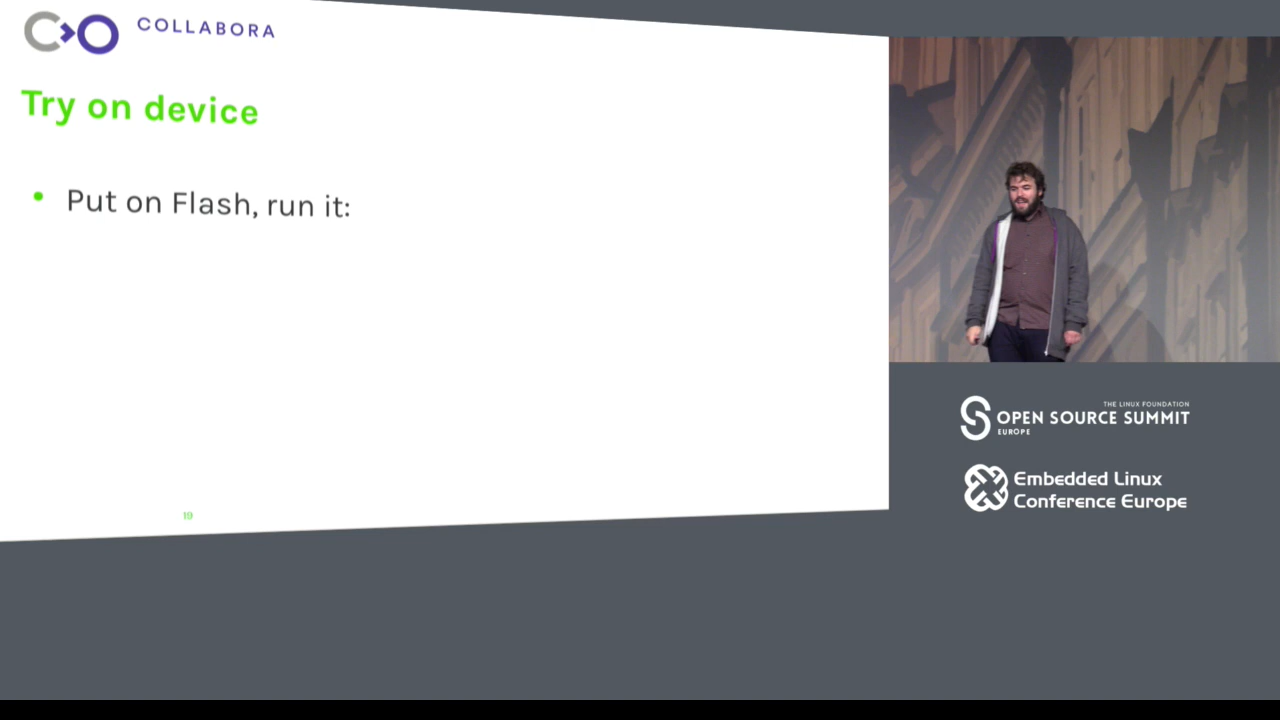 COLLABORA
Try on device
• Put on Flash, run it:
19
THE LINUX FOUNDATION
OPEN SOURCE SUMMIT
EUROPE
Embedded Linux
Conference Europe